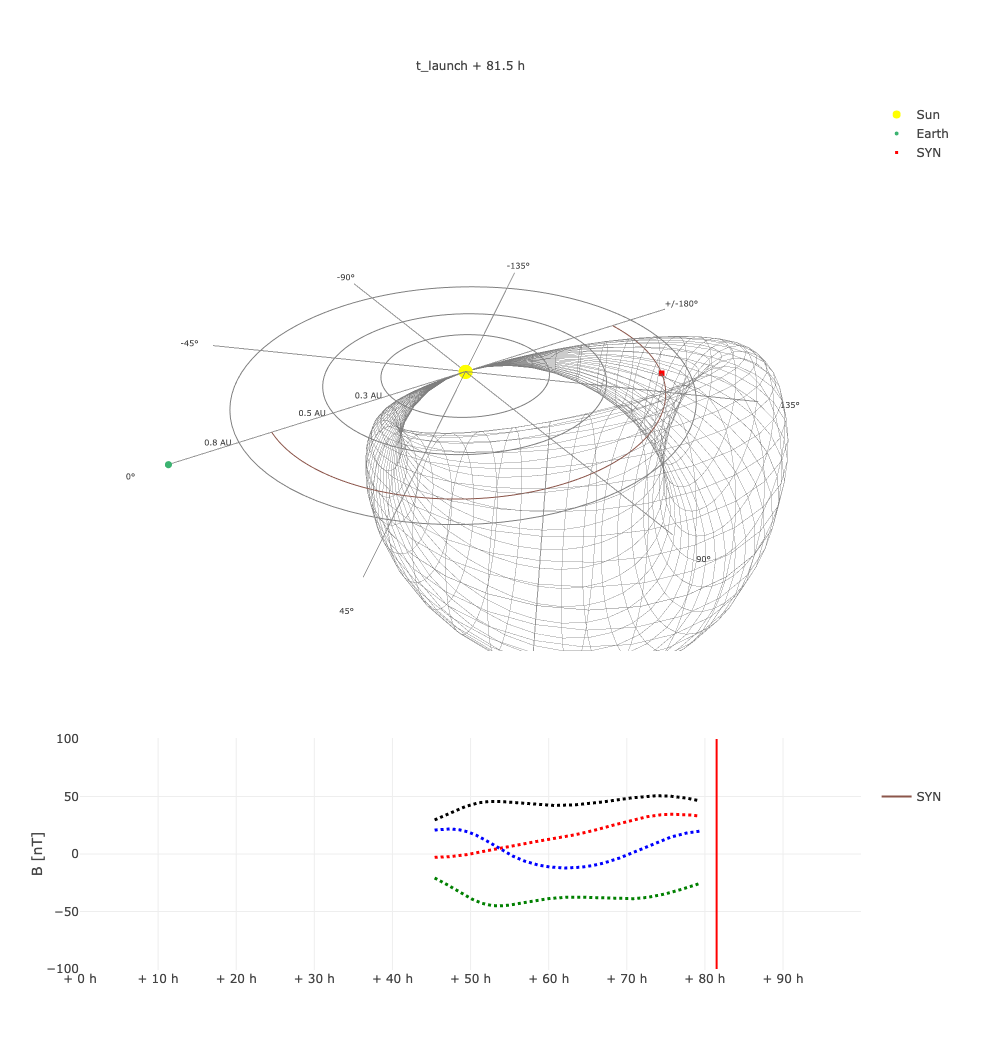 t_launch + 81.5 h
Sun
Earth
SYN
-135°
-90°
+/-180°
-45°
0.3 AU
135°
0.5 AU
0.8 AU
0°
90°
45°
100
50
SYN
0
B [nT]
−50
−100
+ 0 h
+ 10 h
+ 20 h
+ 30 h
+ 40 h
+ 50 h
+ 60 h
+ 70 h
+ 80 h
+ 90 h